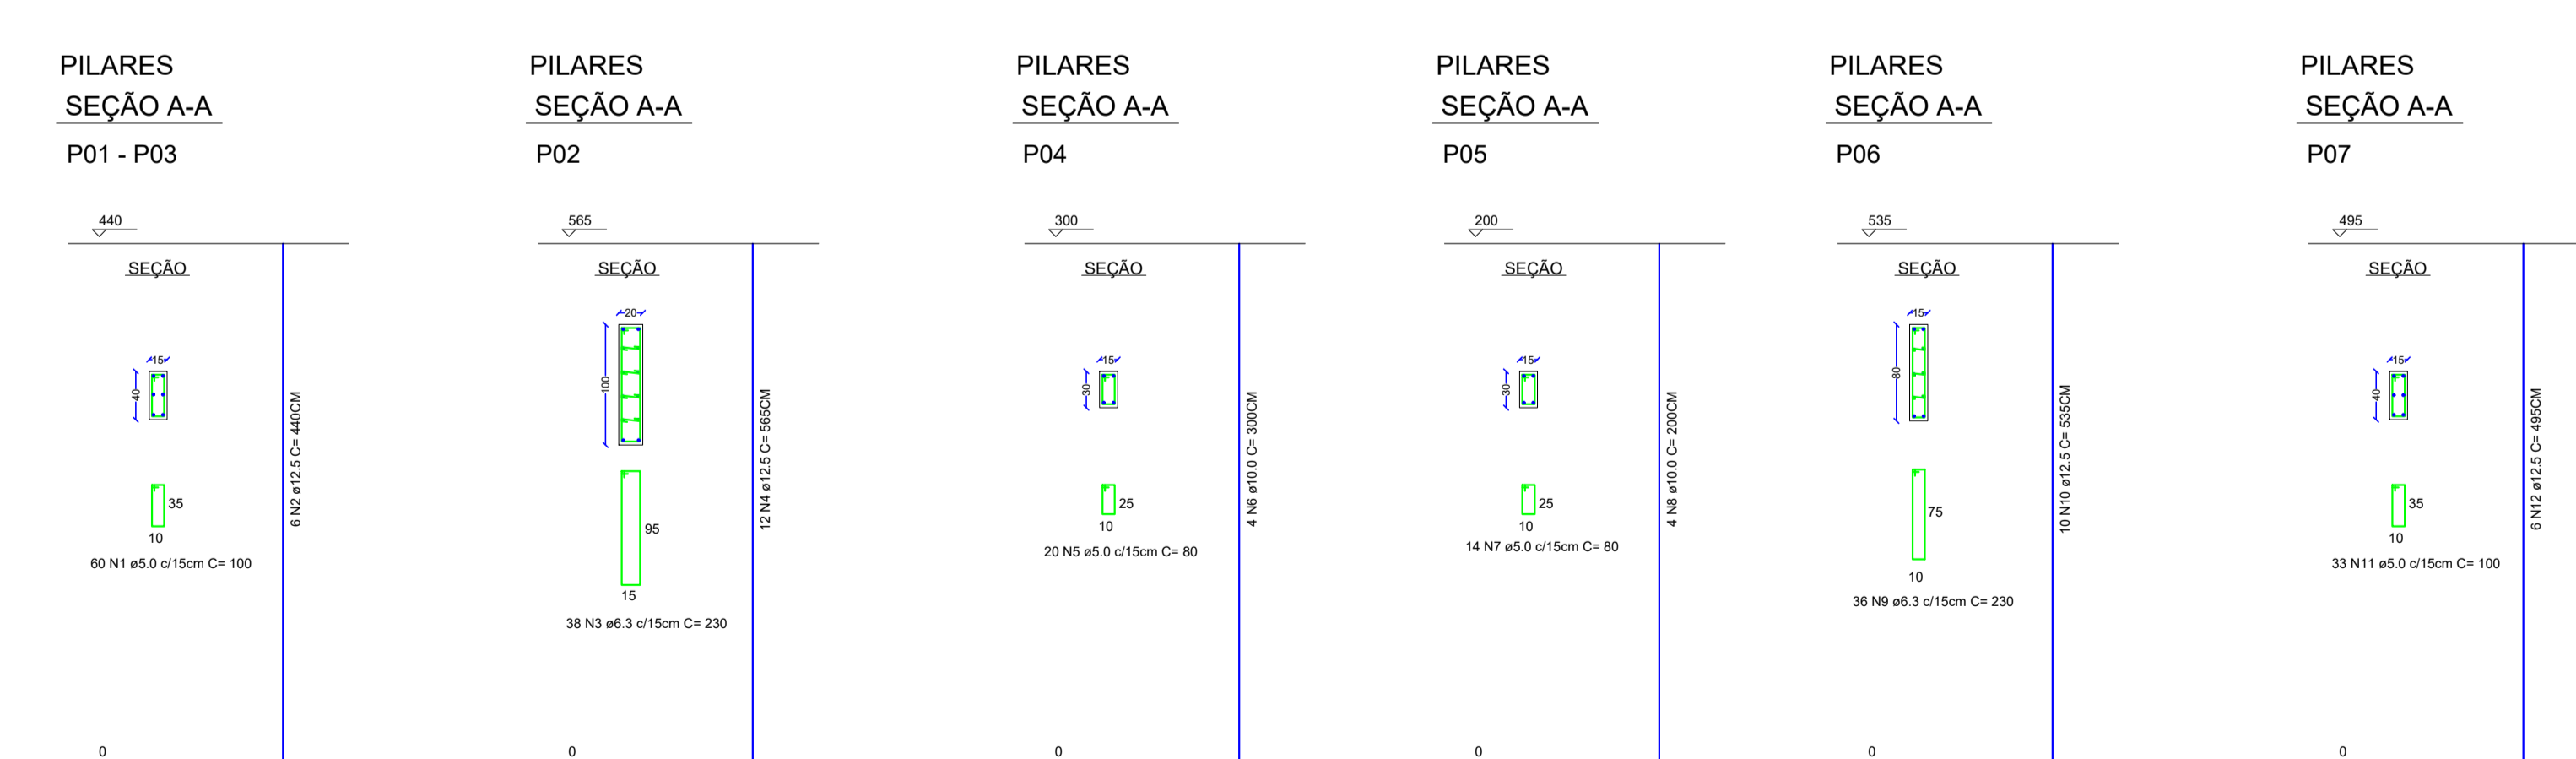 PILARES
SEÇÃO A-A
P01 - P03
440
SEÇÃO
15
40
35
10
60 N1 ø5.0 c/15cm C= 100
6 N2 ø12.5 C= 440CM
0
PILARES
SEÇÃO A-A
P02
565
SEÇÃO
20
100
95
15
38 N3 ø6.3 c/15cm C= 230
12 N4 ø12.5 C= 565CM
0
PILARES
SEÇÃO A-A
P04
300
SEÇÃO
15
30
25
10
20 N5 ø5.0 c/15cm C= 80
4 N6 ø10.0 C= 300CM
0
PILARES
SEÇÃO A-A
P05
200
SEÇÃO
15
30
25
10
14 N7 ø5.0 c/15cm C= 80
4 N8 ø10.0 C= 200CM
0
PILARES
SEÇÃO A-A
P06
535
SEÇÃO
15
80
75
10
36 N9 ø6.3 c/15cm C= 230
10 N10 ø12.5 C= 535CM
0
PILARES
SEÇÃO A-A
P07
495
SEÇÃO
15
40
35
10
33 N11 ø5.0 c/15cm C= 100
6 N12 ø12.5 C= 495CM
0